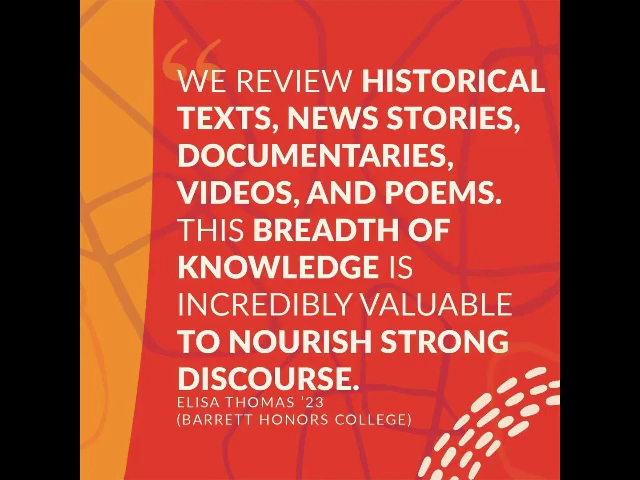 “WE REVIEW HISTORICAL
TEXTS, NEWS STORIES,
DOCUMENTARIES,
VIDEOS, AND POEMS.
THIS BREADTH OF
KNOWLEDGE IS
INCREDIBLY VALUABLE
TO NOURISH STRONG
DISCOURSE.
ELISA THOMAS '23
(BARRETT HONORS COLLEGE)